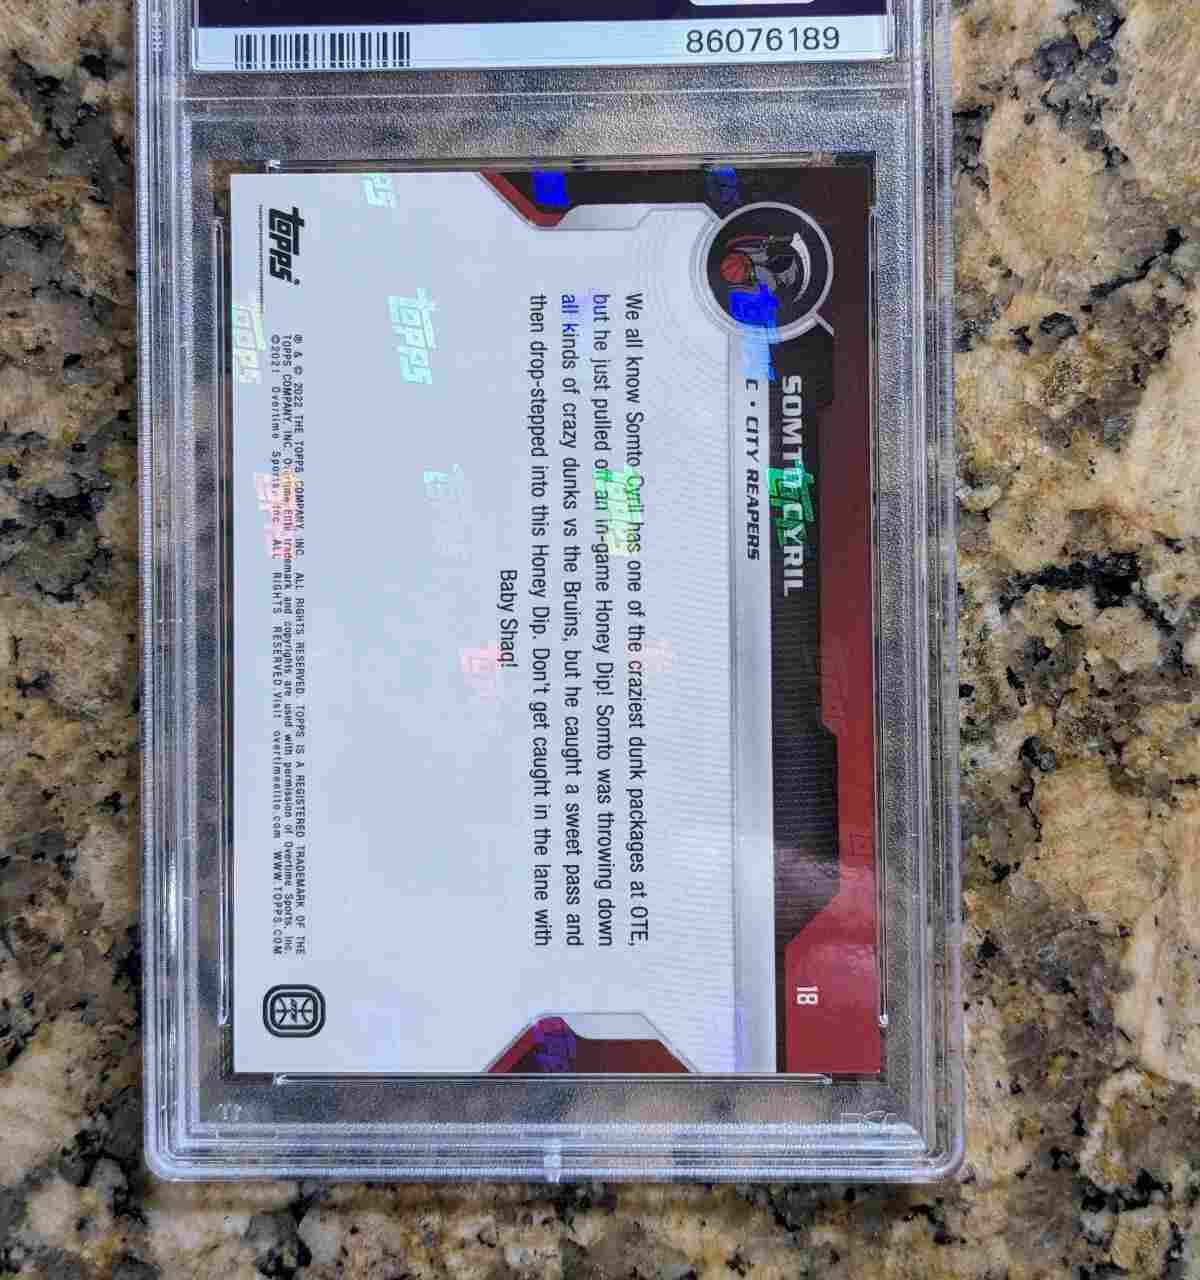 86076189
18
SOMTO CYRIL
C • CITY REAPERS
We all know Somto Cyril has one of the craziest dunk packages at OTE,
but he just pulled off an in-game Honey Dip! Somto was throwing down
all kinds of crazy dunks vs the Bruins, but he caught a sweet pass and
then drop-stepped into this Honey Dip. Don't get caught in the lane with
Baby Shaq!
topps
® & © 2022 THE TOPPS COMPANY, INC. ALL RIGHTS RESERVED. TOPPS IS A REGISTERED TRADEMARK OF THE
TOPPS COMPANY, INC. Overtime Elite trademark and copyrights are used with permission of Overtime Sports, Inc.
©2021 Overtime Sports, Inc. ALL RIGHTS RESERVED.Visit overtimeelite.com WWW.TOPPS.COM
topps
topps
topps
PSA